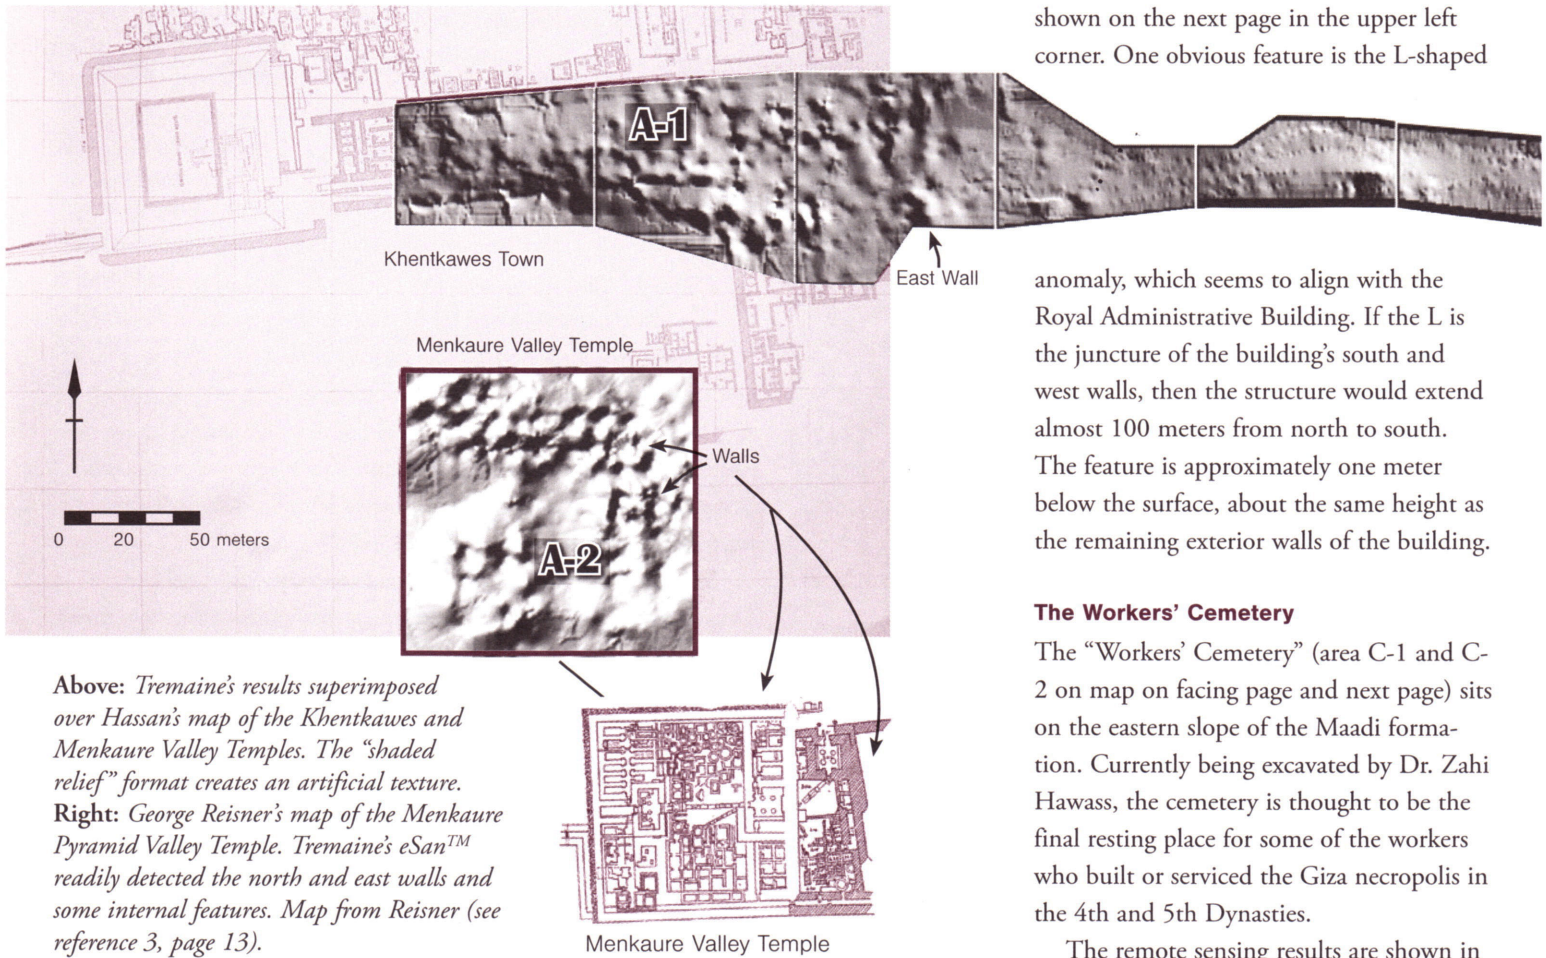 shown on the next page in the upper left
corner. One obvious feature is the L-shaped
A-1
Khentkawes Town
East Wall
Menkaure Valley Temple
Walls
A-2
0 20 50 meters
Above: Tremaine's results superimposed
over Hassan's map of the Khentkawes and
Menkaure Valley Temples. The “shaded
relief” format creates an artificial texture.
Right: George Reisner's map of the Menkaure
Pyramid Valley Temple. Tremaine's eSan™
readily detected the north and east walls and
some internal features. Map from Reisner (see
reference 3, page 13).
Menkaure Valley Temple
anomaly, which seems to align with the
Royal Administrative Building. If the L is
the juncture of the building's south and
west walls, then the structure would extend
almost 100 meters from north to south.
The feature is approximately one meter
below the surface, about the same height as
the remaining exterior walls of the building.
The Workers' Cemetery
The “Workers' Cemetery” (area C-1 and C-
2 on map on facing page and next page) sits
on the eastern slope of the Maadi forma-
tion. Currently being excavated by Dr. Zahi
Hawass, the cemetery is thought to be the
final resting place for some of the workers
who built or serviced the Giza necropolis in
the 4th and 5th Dynasties.
The remote sensing results are shown in